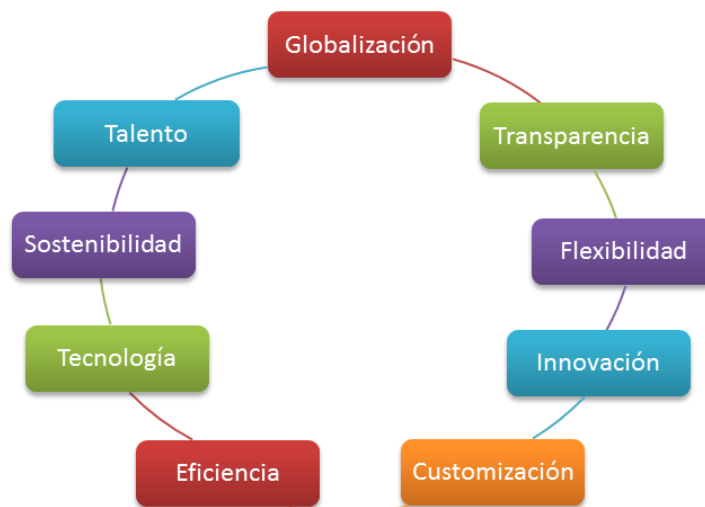 Globalización
Talento
Transparencia
Sostenibilidad
Flexibilidad
Tecnología
Innovación
Eficiencia
Customización